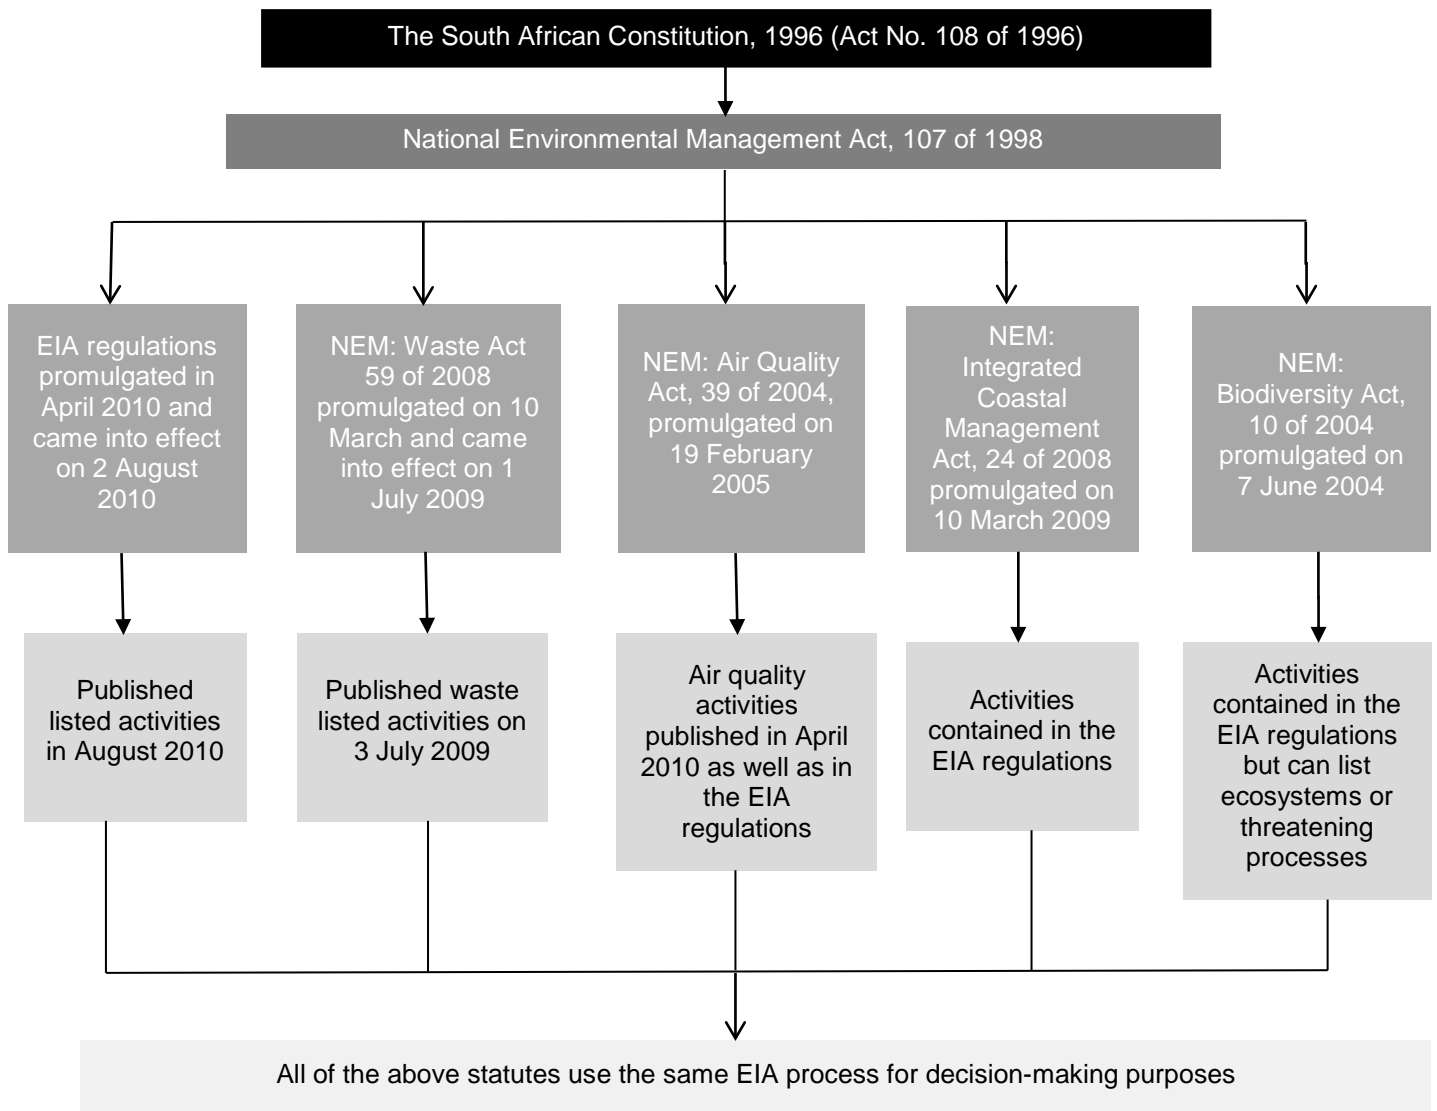 The South African Constitution, 1996 (Act No. 108 of 1996)
National Environmental Management Act, 107 of 1998
EIA regulations
promulgated in
April 2010 and
came into effect
on 2 August
2010
NEM: Waste Act
59 of 2008
promulgated on 10
March and came
into effect on 1
July 2009
NEM: Air Quality
Act, 39 of 2004,
promulgated on
19 February
2005
NEM:
Integrated
Coastal
Management
Act, 24 of 2008
promulgated on
10 March 2009
NEM:
Biodiversity Act,
10 of 2004
promulgated on
7 June 2004
Published
listed activities
in August 2010
Published waste
listed activities on
3 July 2009
Air quality
activities
published in April
2010 as well as in
the EIA
regulations
Activities
contained in the
EIA regulations
Activities
contained in the
EIA regulations
but can list
ecosystems or
threatening
processes
All of the above statutes use the same EIA process for decision-making purposes